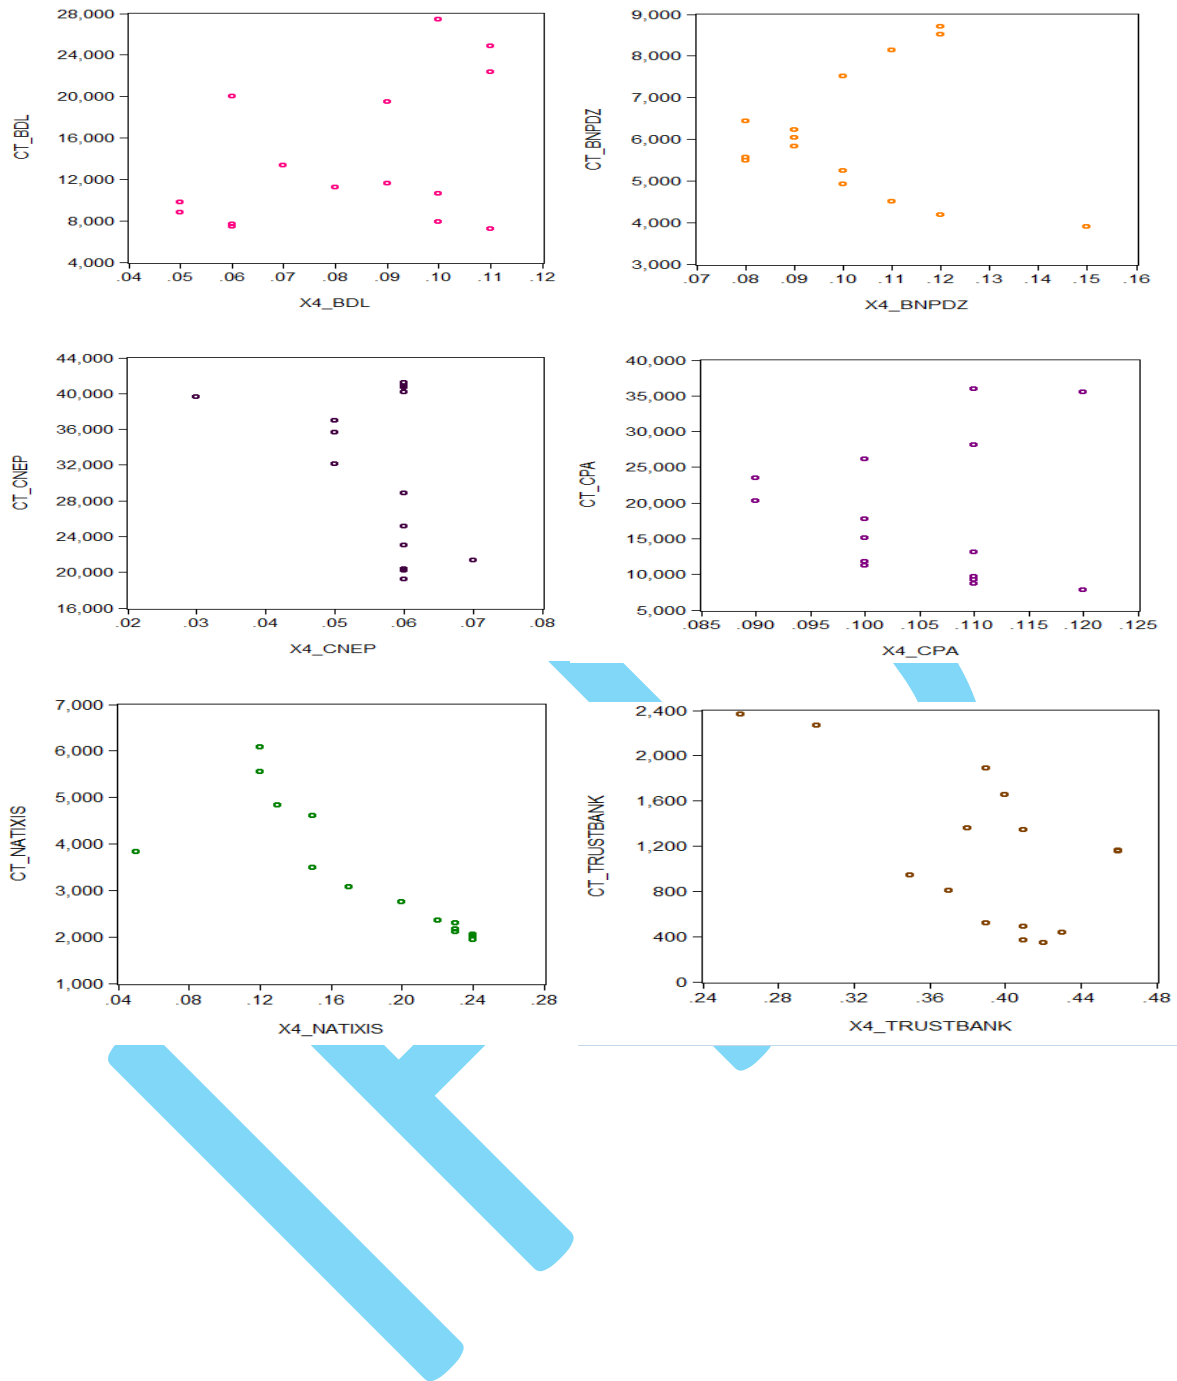 28,000
24,000
20,000
16,000
12,000
8,000
4,000
CT_BDL
.04 .05 .06 .07 .08 .09 .10 .11 .12
X4_BDL
9,000
8,000
7,000
6,000
5,000
4,000
3,000
CT_BNPDZ
.07 .08 .09 .10 .11 .12 .13 .14 .15 .16
X4_BNPDZ
44,000
40,000
36,000
32,000
28,000
24,000
20,000
16,000
CT_CNEP
.02 .03 .04 .05 .06 .07 .08
X4_CNEP
40,000
35,000
30,000
25,000
20,000
15,000
10,000
5,000
CT_CPA
.085 .090 .095 .100 .105 .110 .115 .120 .125
X4_CPA
7,000
6,000
5,000
4,000
3,000
2,000
1,000
CT_NATIXIS
.04 .08 .12 .16 .20 .24 .28
X4_NATIXIS
2,400
2,000
1,600
1,200
800
400
0
CT_TRUSTBANK
.24 .28 .32 .36 .40 .44 .48
X4_TRUSTBANK